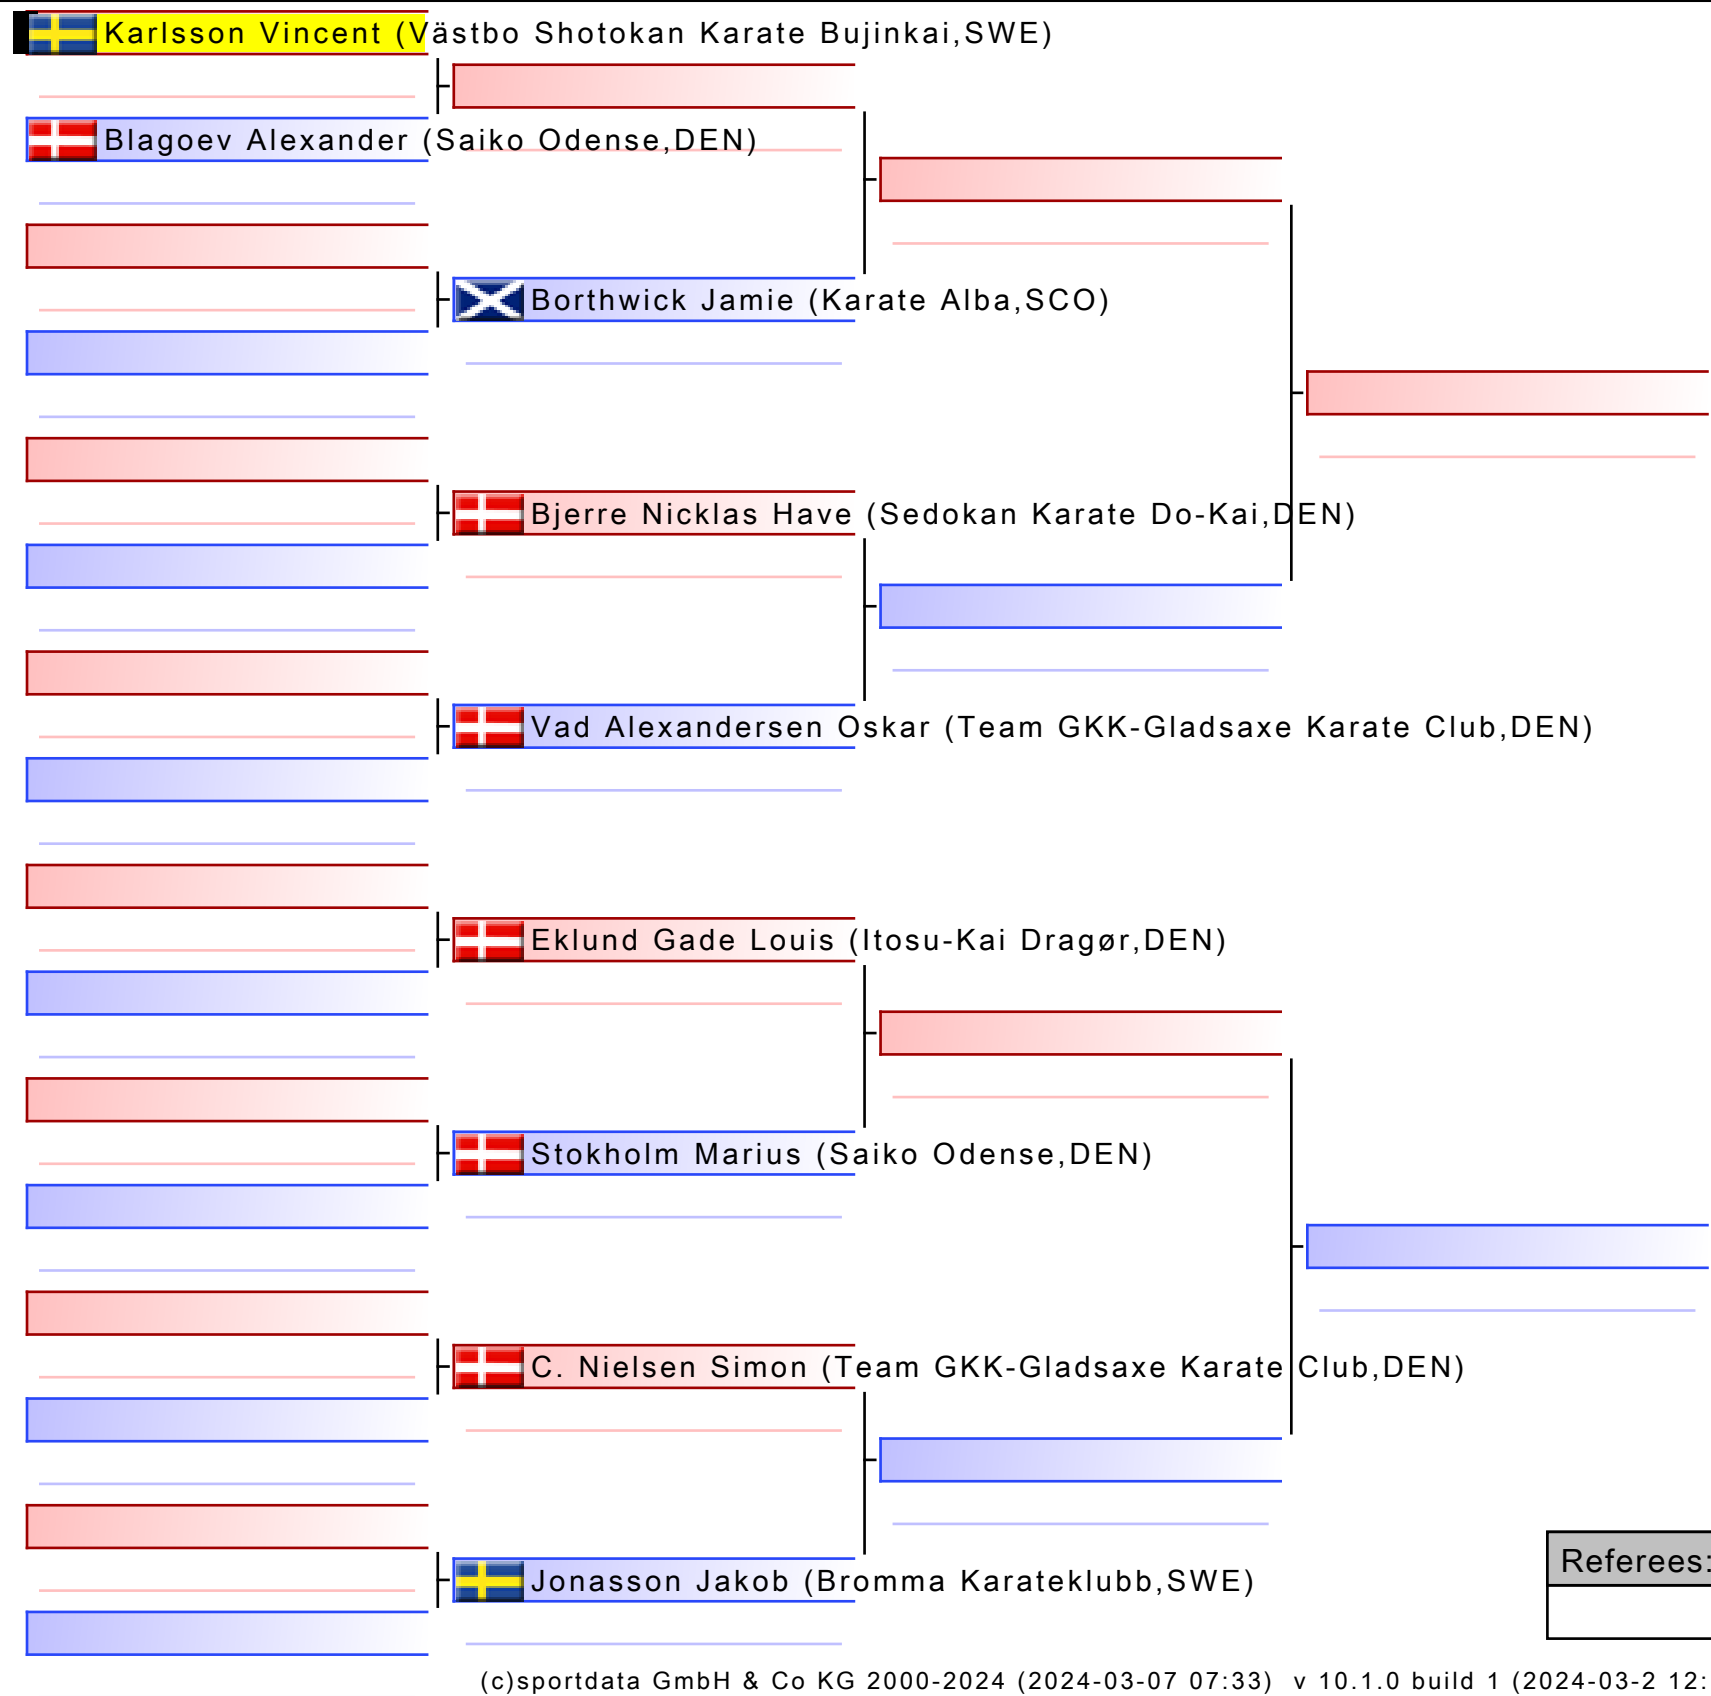 Karlsson Vincent (Västbo Shotokan Karate Bujinkai,SWE)
Blagoev Alexander (Saiko Odense,DEN)
Borthwick Jamie (Karate Alba,SCO)
Bjerre Nicklas Have (Sedokan Karate Do-Kai,DEN)
Vad Alexandersen Oskar (Team GKK-Gladsaxe Karate Club,DEN)
Eklund Gade Louis (Itosu-Kai Dragør,DEN)
Stokholm Marius (Saiko Odense,DEN)
C. Nielsen Simon (Team GKK-Gladsaxe Karate Club,DEN)
Jonasson Jakob (Bromma Karateklubb,SWE)
Referees:
(c)sportdata GmbH & Co KG 2000-2024 (2024-03-07 07:33) v 10.1.0 build 1 (2024-03-2 12: